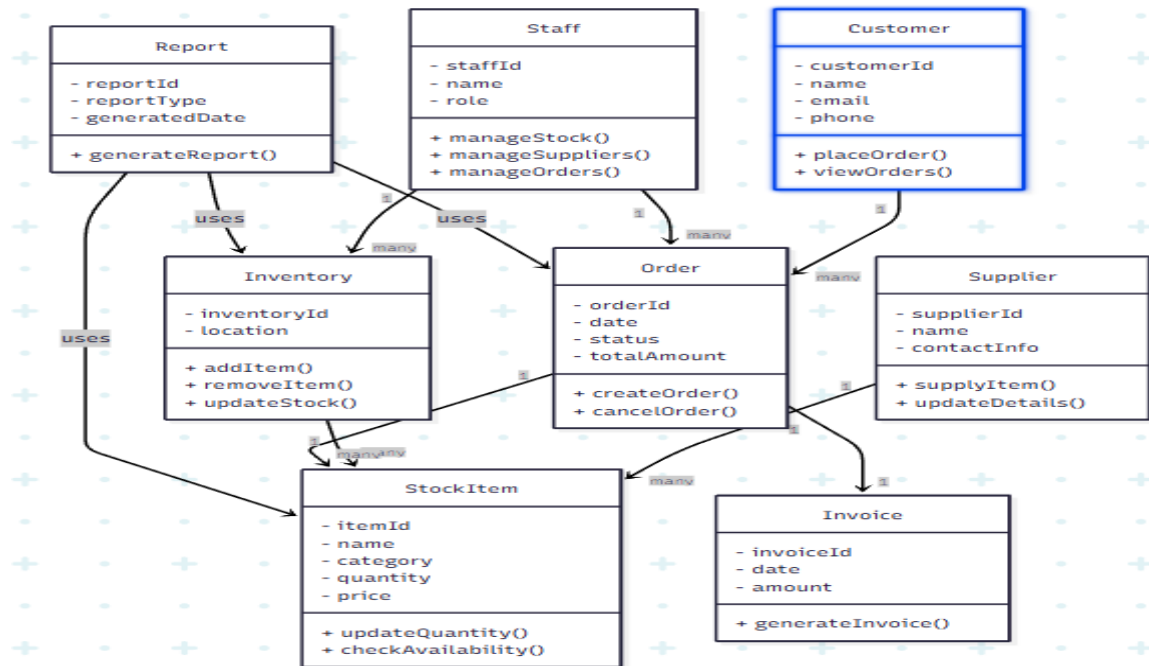 Report
- reportId
- reportType
- generatedDate
+ generateReport()
Staff
- staffId
- name
- role
+ manageStock()
+ manageSuppliers()
+ manageOrders()
Customer
- customerId
- name
- email
- phone
+ placeOrder()
+ viewOrders()
uses
1
uses
1
1
many
many
many
Inventory
- inventoryId
- location
+ addItem()
+ removeItem()
+ updateStock()
Order
- orderId
- date
- status
- totalAmount
+ createOrder()
+ cancelOrder()
Supplier
- supplierId
- name
- contactInfo
+ supplyItem()
+ updateDetails()
uses
1
1
1
1
many
many
1
StockItem
- itemId
- name
- category
- quantity
- price
+ updateQuantity()
+ checkAvailability()
Invoice
- invoiceId
- date
- amount
+ generateInvoice()